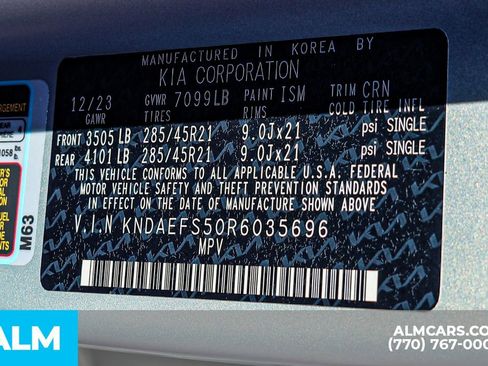 MANUFACTURED IN KOREA BY
KIA CORPORATION
12/23 GVWR 7099LB PAINT ISM TRIM CRN
GAWR TIRES RIMS COLD TIRE INFL
FRONT 3505 LB 285/45R21 9.0Jx21 psi SINGLE
REAR 4101 LB 285/45R21 9.0Jx21 psi SINGLE
THIS VEHICLE CONFORMS TO ALL APPLICABLE U.S.A. FEDERAL
MOTOR VEHICLE SAFETY AND THEFT PREVENTION STANDARDS
IN EFFECT ON THE DATE OF MANUFACTURE SHOWN ABOVE
V.I.N KNDAEFS50R6035696
MPV
M63
ALM
ALMCARS.CO
(770) 767-000